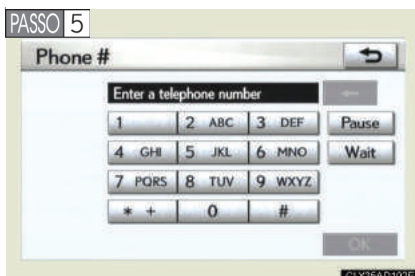 PASSO 5
Phone #
Enter a telephone number
1 2 ABC 3 DEF Pause
4 GHI 5 JKL 6 MNO Wait
7 PQRS 8 TUV 9 WXYZ
* + 0 #
OK